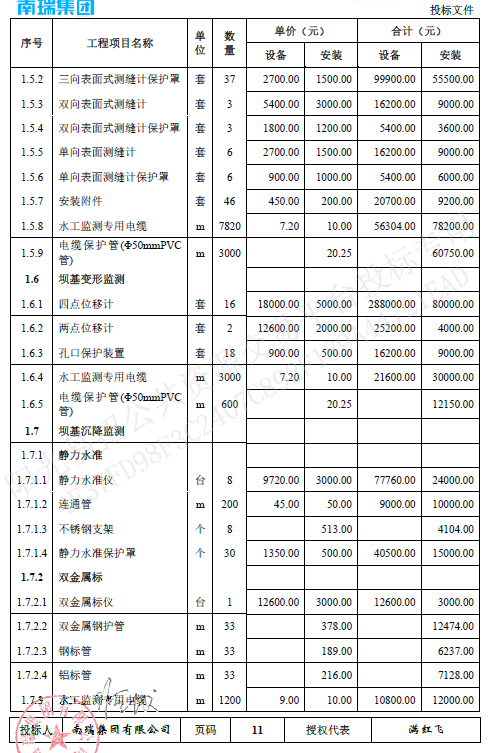 南瑞集团
投标文件
序号 工程项目名称 单位 数量 单价（元） 合计（元）
设备 安装 设备 安装
1.5.2 三向表面式测缝计保护罩 套 37 2700.00 1500.00 99900.00 55500.00
1.5.3 双向表面式测缝计 套 3 5400.00 3000.00 16200.00 9000.00
1.5.4 双向表面式测缝计保护罩 套 3 1800.00 1200.00 5400.00 3600.00
1.5.5 单向表面测缝计 套 6 2700.00 1500.00 16200.00 9000.00
1.5.6 单向表面测缝计保护罩 套 6 900.00 1000.00 5400.00 6000.00
1.5.7 安装附件 套 46 450.00 200.00 20700.00 9200.00
1.5.8 水工监测专用电缆 m 7820 7.20 10.00 56304.00 78200.00
1.5.9 电缆保护管(Φ50mmPVC管) m 3000 20.25 60750.00
1.6 坝基变形监测
1.6.1 四点位移计 套 16 18000.00 5000.00 288000.00 80000.00
1.6.2 两点位移计 套 2 12600.00 2000.00 25200.00 4000.00
1.6.3 孔口保护装置 套 18 900.00 500.00 16200.00 9000.00
1.6.4 水工监测专用电缆 m 3000 7.20 10.00 21600.00 30000.00
1.6.5 电缆保护管(Φ50mmPVC管) m 600 20.25 12150.00
1.7 坝基沉降监测
1.7.1 静力水准
1.7.1.1 静力水准仪 台 8 9720.00 3000.00 77760.00 24000.00
1.7.1.2 连通管 m 200 45.00 50.00 9000.00 10000.00
1.7.1.3 不锈钢支架 个 8 513.00 4104.00
1.7.1.4 静力水准保护罩 个 30 1350.00 500.00 40500.00 15000.00
1.7.2 双金属标
1.7.2.1 双金属标仪 台 1 12600.00 3000.00 12600.00 3000.00
1.7.2.2 双金属钢护管 m 33 378.00 12474.00
1.7.2.3 钢标管 m 33 189.00 6237.00
1.7.2.4 铝标管 m 33 216.00 7128.00
1.7.3 水工监测专用电缆 m 1200 9.00 10.00 10800.00 12000.00
投标人 南瑞集团有限公司 页码 11 授权代表 满红飞